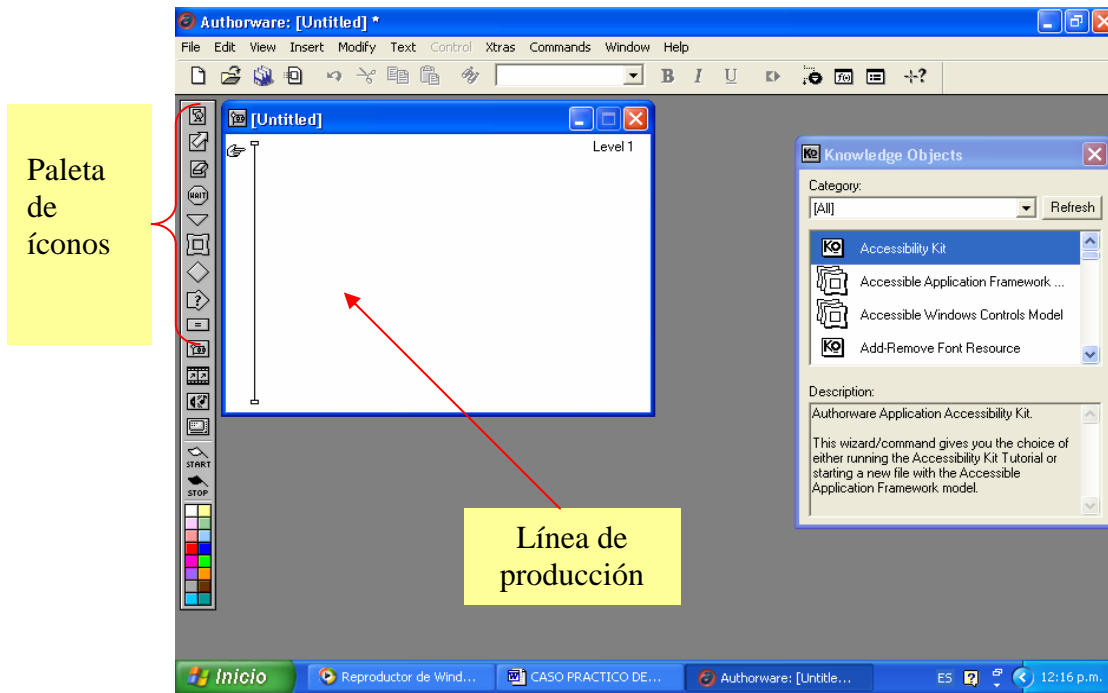 Authorware: [Untitled] *
File Edit View Insert Modify Text Control Xtras Commands Window Help
B I U
Paleta
de
íconos
[Untitled]
Level 1
WAIT
?
=
START
STOP
Knowledge Objects
Category:
[All]
Refresh
Accessibility Kit
Accessible Application Framework ...
Accessible Windows Controls Model
Add-Remove Font Resource
Description:
Authorware Application Accessibility Kit.
This wizard/command gives you the choice of
either running the Accessibility Kit Tutorial or
starting a new file with the Accessible
Application Framework model.
Línea de
producción
Inicio
Reproductor de Wind...
CASO PRACTICO DE...
Authorware: [Untitle...
ES
12:16 p.m.